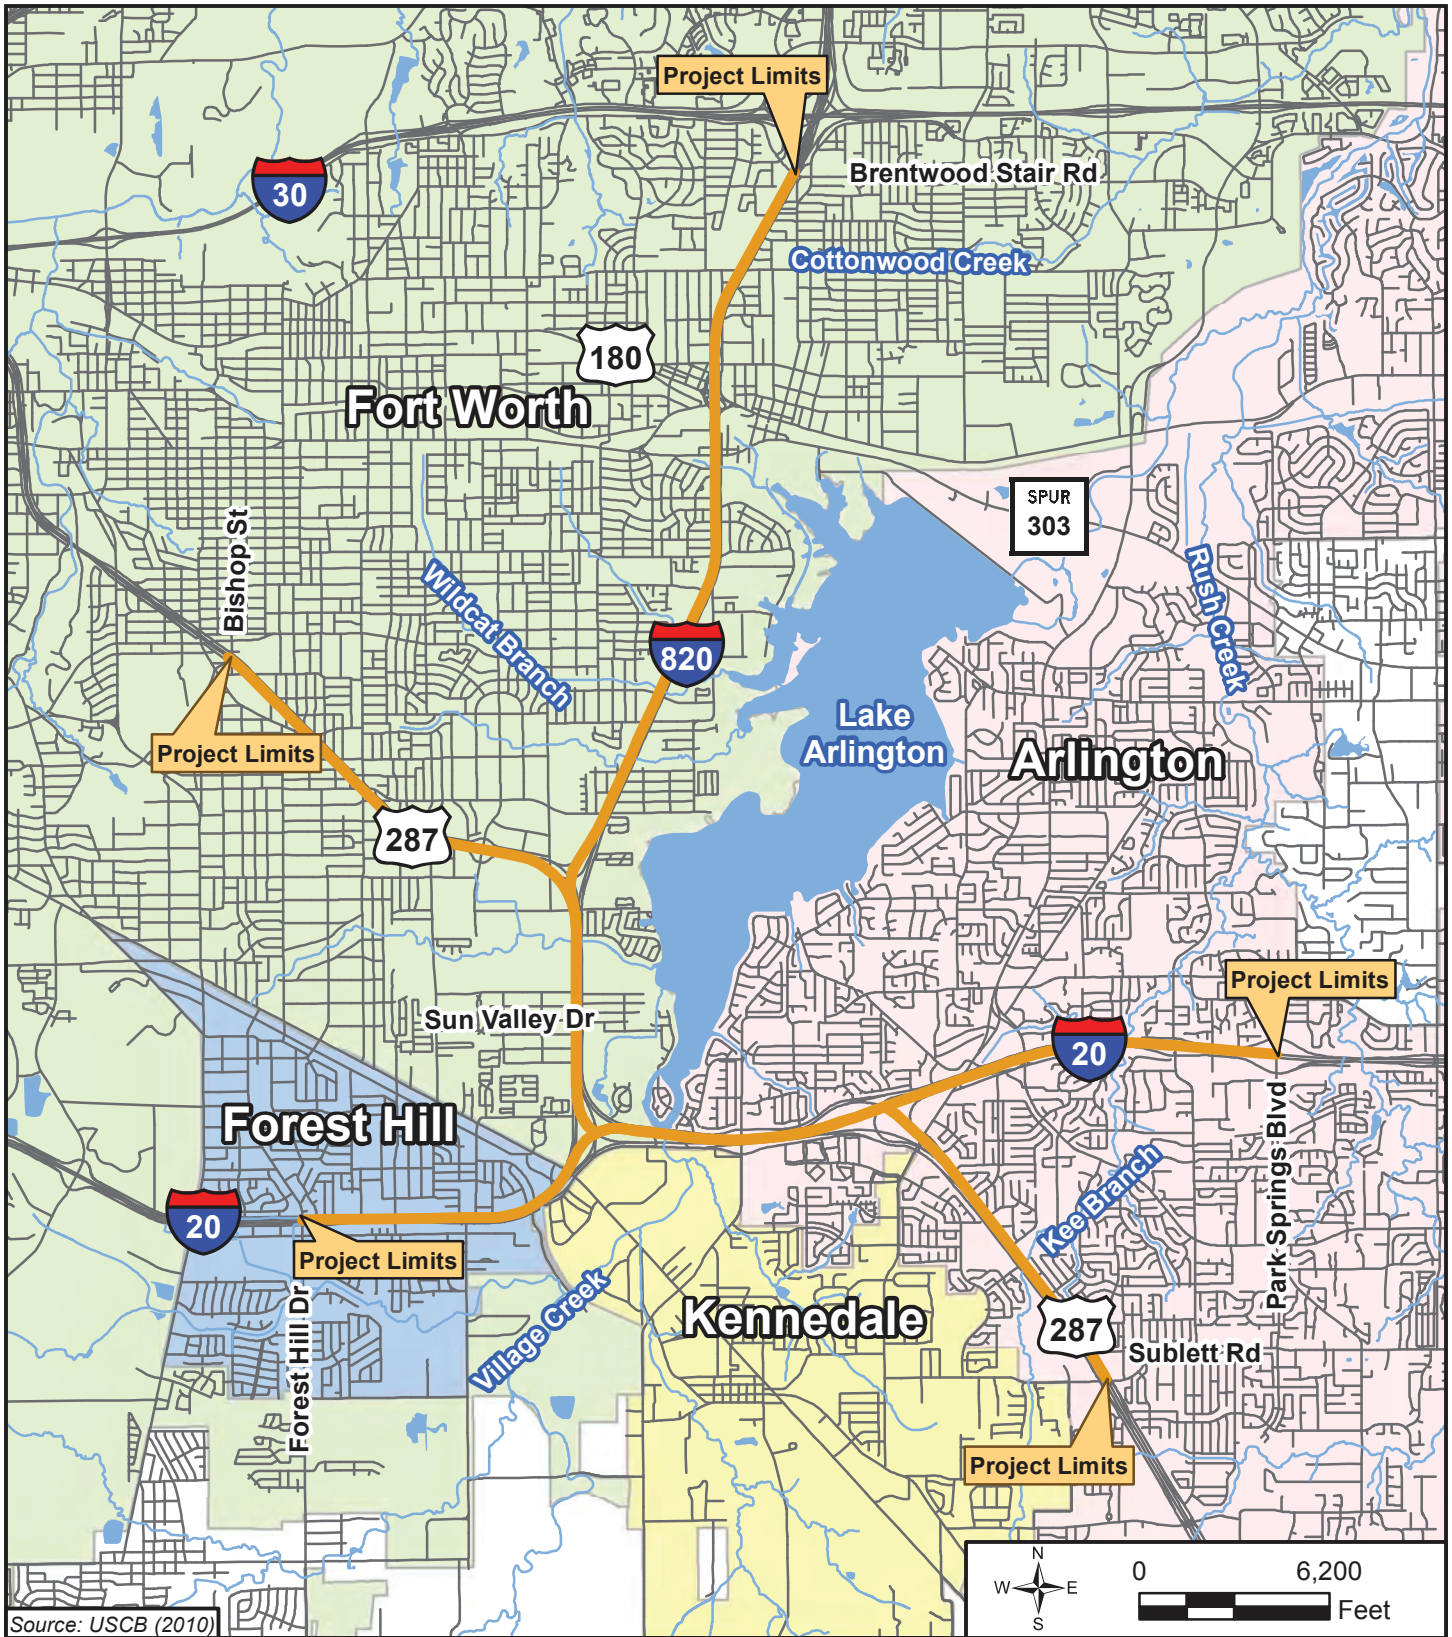 Project Limits
Brentwood Stair Rd
30
Cottonwood Creek
180
Fort Worth
SPUR
303
Bishop St
Wildcat Branch
Rush Creek
820
Lake
Arlington
Arlington
Project Limits
287
Project Limits
Sun Valley Dr
20
Forest Hill
Park Springs Blvd
Kee Branch
20
Project Limits
Forest Hill Dr
Village Creek
Kennedale
287
Sublett Rd
Project Limits
N
W E
S
0 6,200
Feet
Source: USCB (2010)